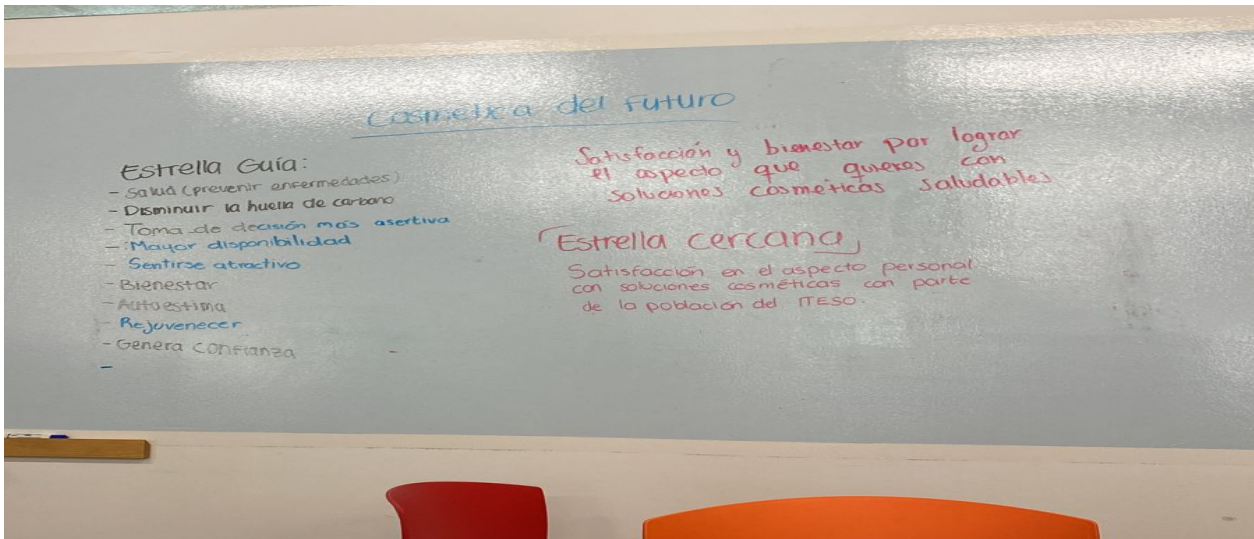 Cosmetica del Futuro
Estrella Guía:
- Salud (prevenir enfermedades)
- Disminuir la huella de carbono
- Toma de decisión más asertiva
- Mayor disponibilidad
- Sentirse atractivo
- Bienestar
- Autoestima
- Rejuvenecer
- Genera confianza
-
Satisfacción y bienestar por lograr
el aspecto que quieres con
soluciones cosméticas saludables
Estrella cercana
Satisfacción en el aspecto personal
con soluciones cosméticas con parte
de la población del ITESO.